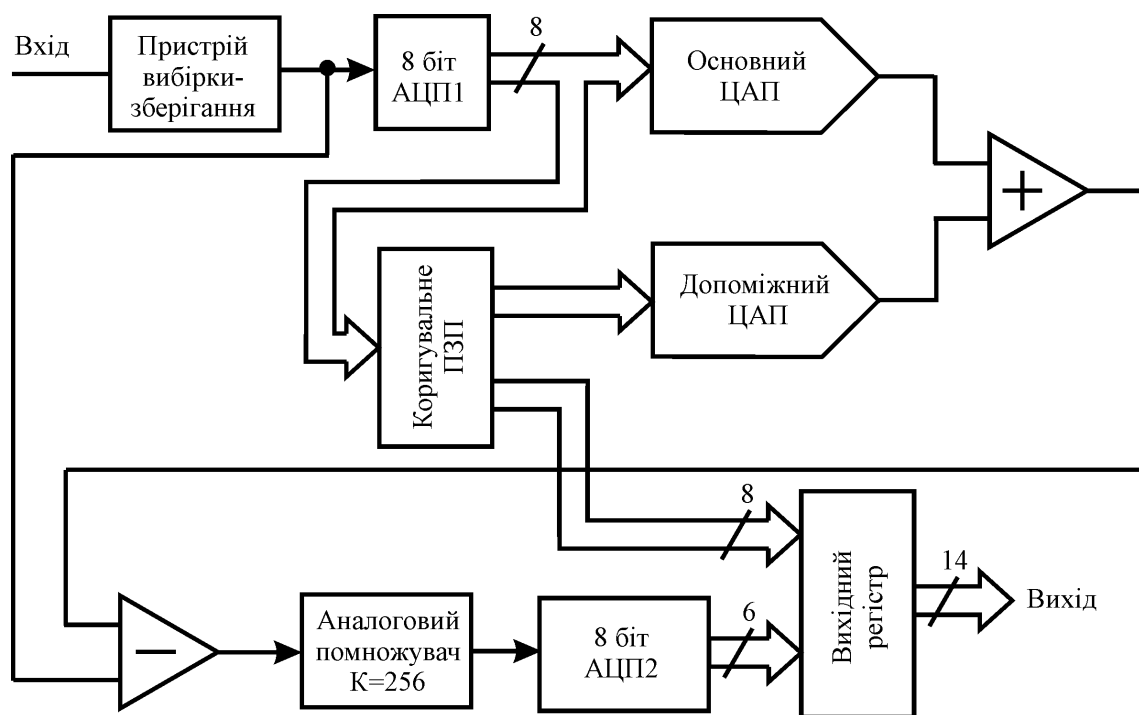 Вхід
Пристрій
вибірки-
зберігання
8 біт
АЦП1
8
Основний
ЦАП
+
Коригувальне
ПЗП
Допоміжний
ЦАП
8
–
Аналоговий
помножувач
К=256
8 біт
АЦП2
6
Вихідний
регістр
14
Вихід